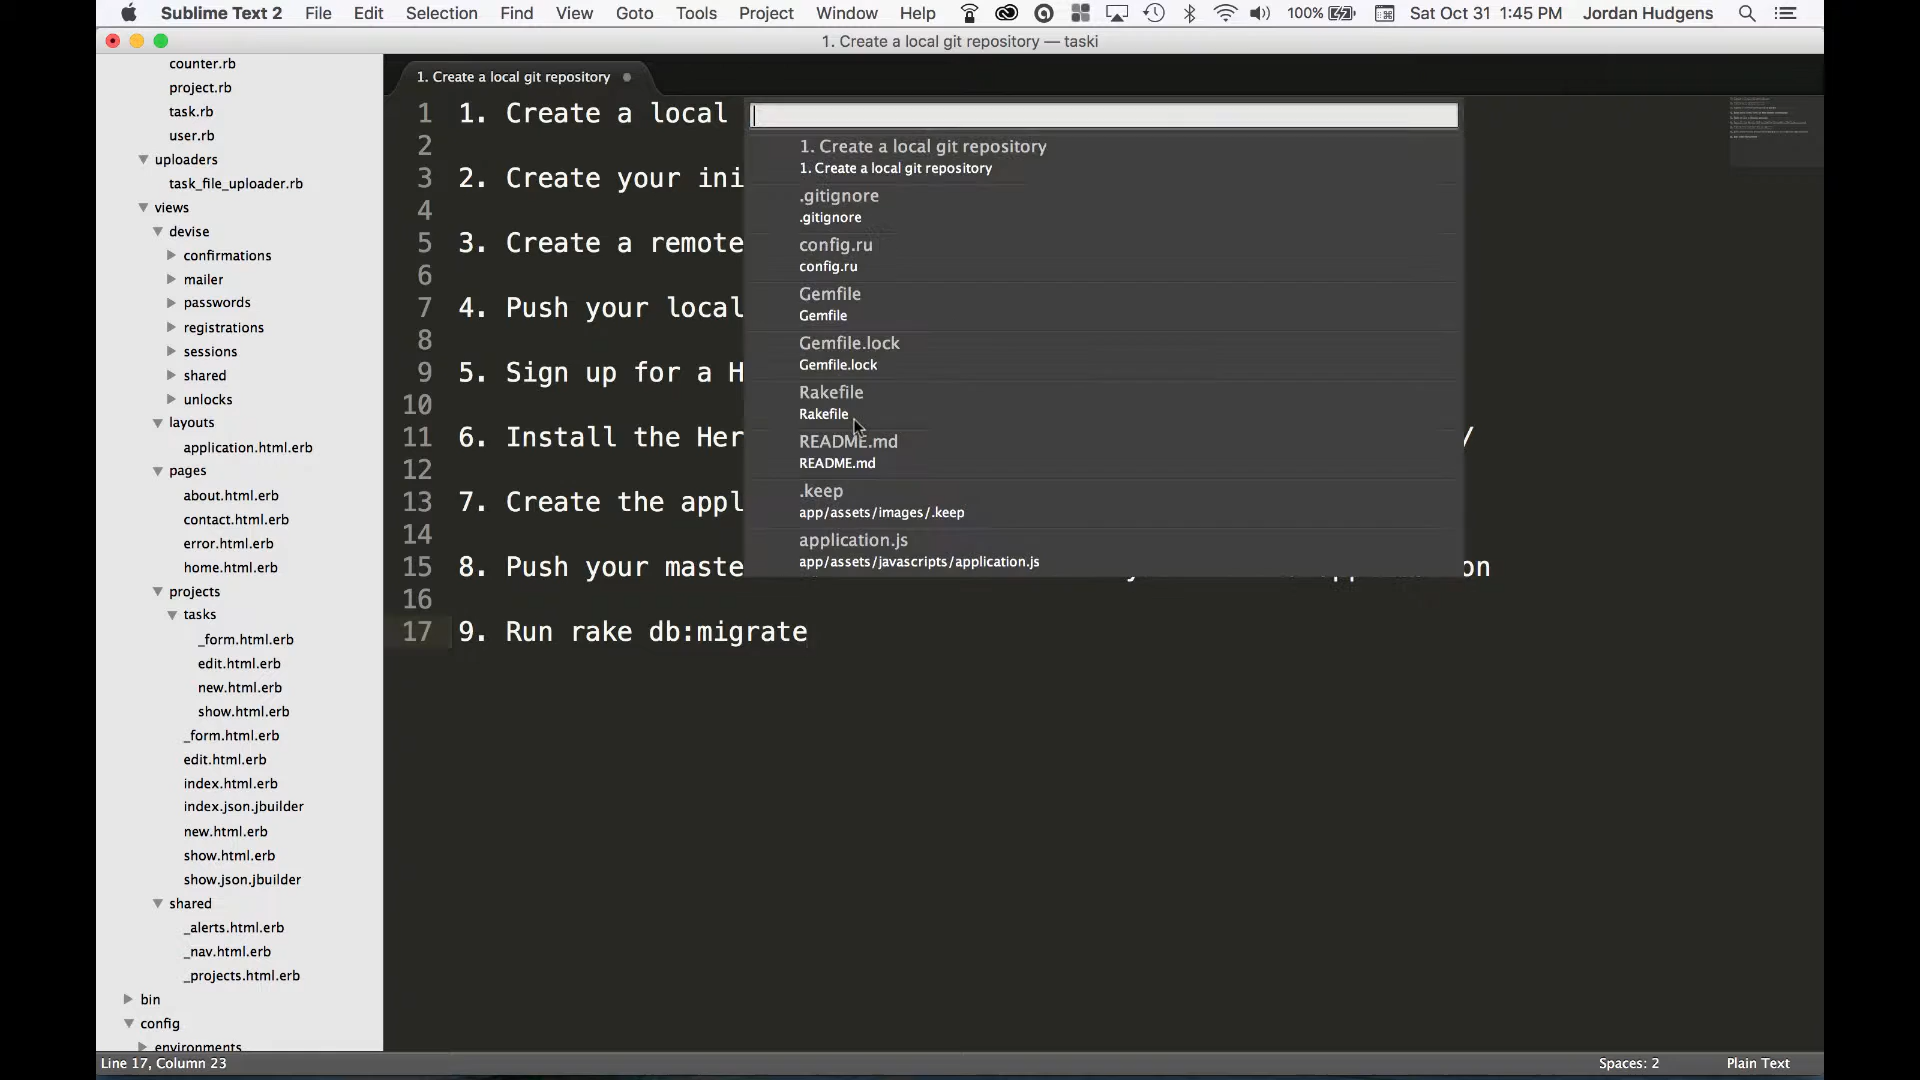 Sublime Text 2 File Edit Selection Find View Goto Tools Project Window Help 100% Sat Oct 31 1:45 PM Jordan Hudgens
1. Create a local git repository — taski
counter.rb
project.rb
task.rb
user.rb
uploaders
task_file_uploader.rb
views
devise
confirmations
mailer
passwords
registrations
sessions
shared
unlocks
layouts
application.html.erb
pages
about.html.erb
contact.html.erb
error.html.erb
home.html.erb
projects
tasks
_form.html.erb
edit.html.erb
new.html.erb
show.html.erb
_form.html.erb
edit.html.erb
index.html.erb
index.json.jbuilder
new.html.erb
show.html.erb
show.json.jbuilder
shared
_alerts.html.erb
_nav.html.erb
_projects.html.erb
bin
config
environments
1. Create a local git repository
1 1. Create a local
2
3 2. Create your ini
4
5 3. Create a remote
6
7 4. Push your local
8
9 5. Sign up for a H
10
11 6. Install the Her /
12
13 7. Create the appl
14
15 8. Push your maste on
16
17 9. Run rake db:migrate
1. Create a local git repository
1. Create a local git repository
.gitignore
.gitignore
config.ru
config.ru
Gemfile
Gemfile
Gemfile.lock
Gemfile.lock
Rakefile
Rakefile
README.md
README.md
.keep
app/assets/images/.keep
application.js
app/assets/javascripts/application.js
Line 17, Column 23 Spaces: 2 Plain Text